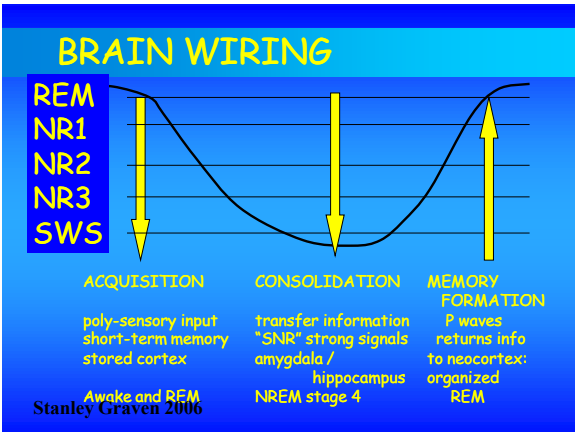 BRAIN WIRING
REM
NR1
NR2
NR3
SWS
ACQUISITION
poly-sensory input
short-term memory
stored cortex
Awake and REM
CONSOLIDATION
transfer information
“SNR” strong signals
amygdala /
hippocampus
NREM stage 4
MEMORY
FORMATION
P waves
returns info
to neocortex:
organized
REM
Stanley Graven 2006